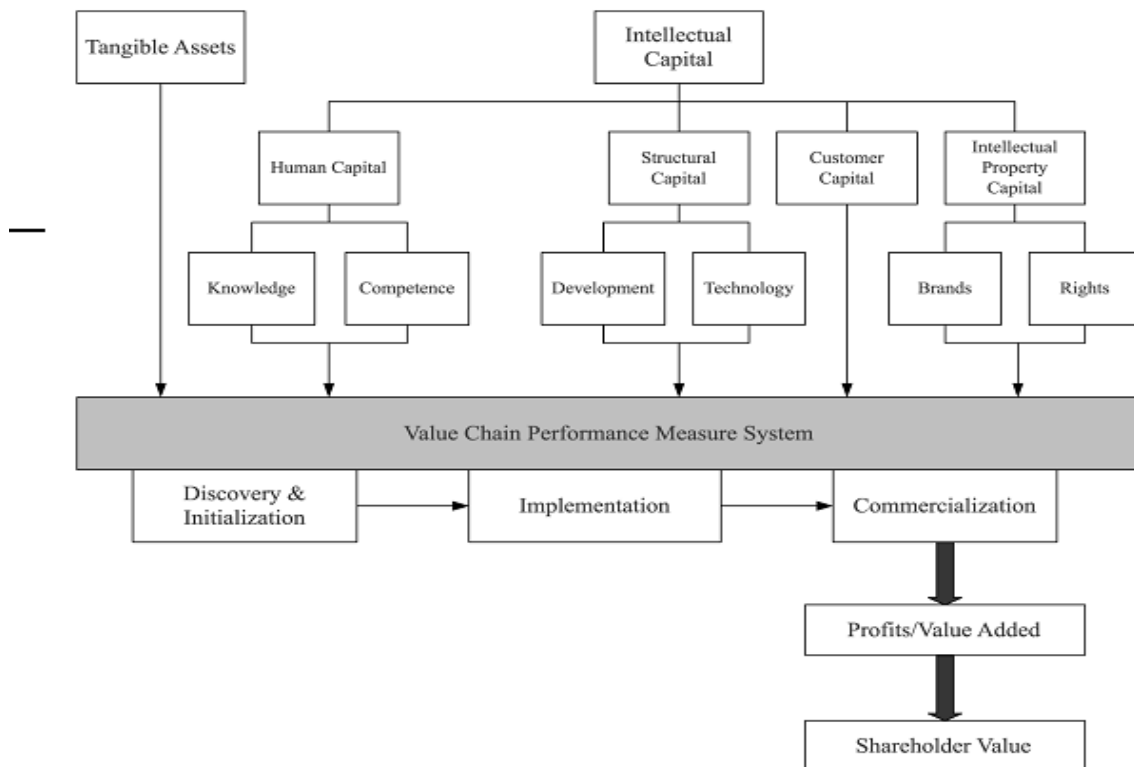 Tangible Assets
Intellectual
Capital
Human Capital
Structural
Capital
Customer
Capital
Intellectual
Property
Capital
Knowledge
Competence
Development
Technology
Brands
Rights
Value Chain Performance Measure System
Discovery &
Initialization
Implementation
Commercialization
Profits/Value Added
Shareholder Value